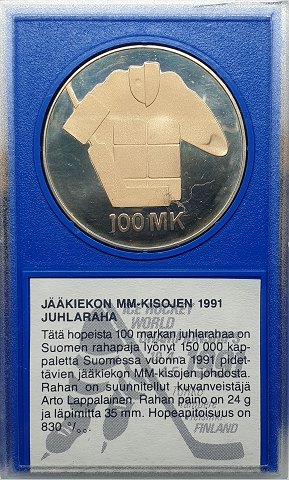 100 MK
JÄÄKIEKON MM-KISOJEN 1991
JUHLARAHA
ICE HOCKEY
WORLD
Tätä hopeista 100 markan juhlarahaa on
Suomen rahapaja lyönyt 150 000 kap-
paletta Suomessa vuonna 1991 pidet-
tävien jääkiekon MM-kisojen johdosta.
Rahan on suunnitellut kuvanveistäjä
Arto Lappalainen. Rahan paino on 24 g
ja läpimitta 35 mm. Hopeapitoisuus on
830 °/₀₀.
FINLAND